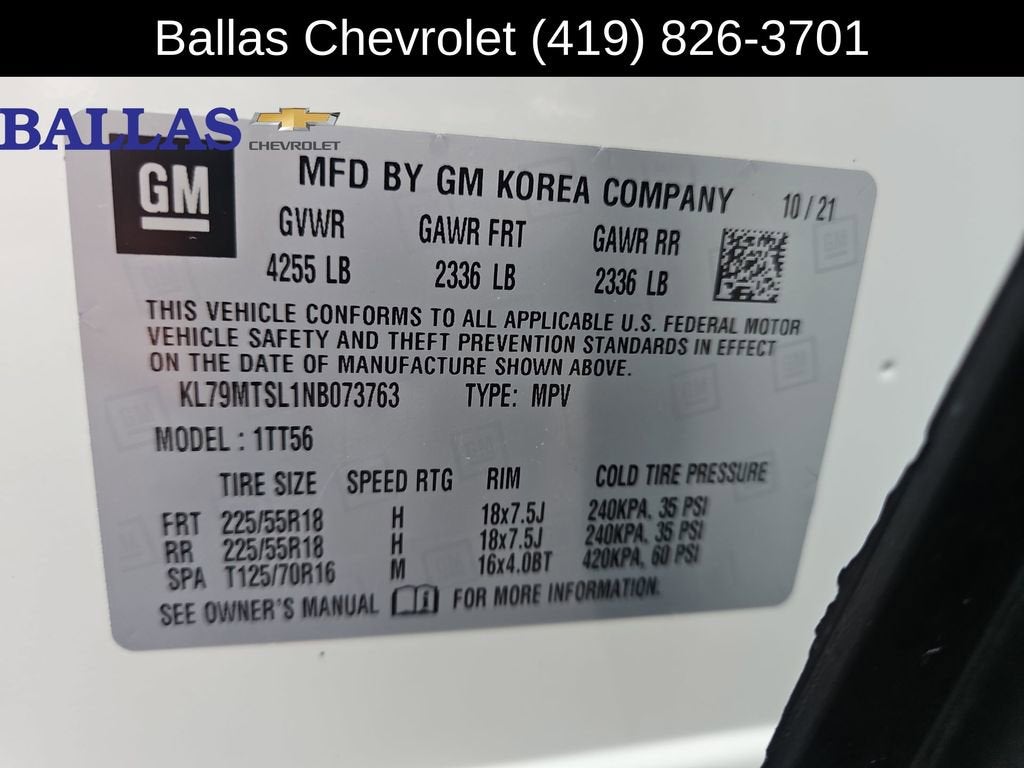 Ballas Chevrolet (419) 826-3701
BALLAS
CHEVROLET
GM
MFD BY GM KOREA COMPANY 10/21
GVWR GAWR FRT GAWR RR
4255 LB 2336 LB 2336 LB
THIS VEHICLE CONFORMS TO ALL APPLICABLE U.S. FEDERAL MOTOR
VEHICLE SAFETY AND THEFT PREVENTION STANDARDS IN EFFECT
ON THE DATE OF MANUFACTURE SHOWN ABOVE.
KL79MTSL1NB073763 TYPE: MPV
MODEL : 1TT56
TIRE SIZE SPEED RTG RIM COLD TIRE PRESSURE
FRT 225/55R18 H 18x7.5J 240KPA, 35 PSI
RR 225/55R18 H 18x7.5J 240KPA, 35 PSI
SPA T125/70R16 M 16x4.0BT 420KPA, 60 PSI
SEE OWNER'S MANUAL FOR MORE INFORMATION.